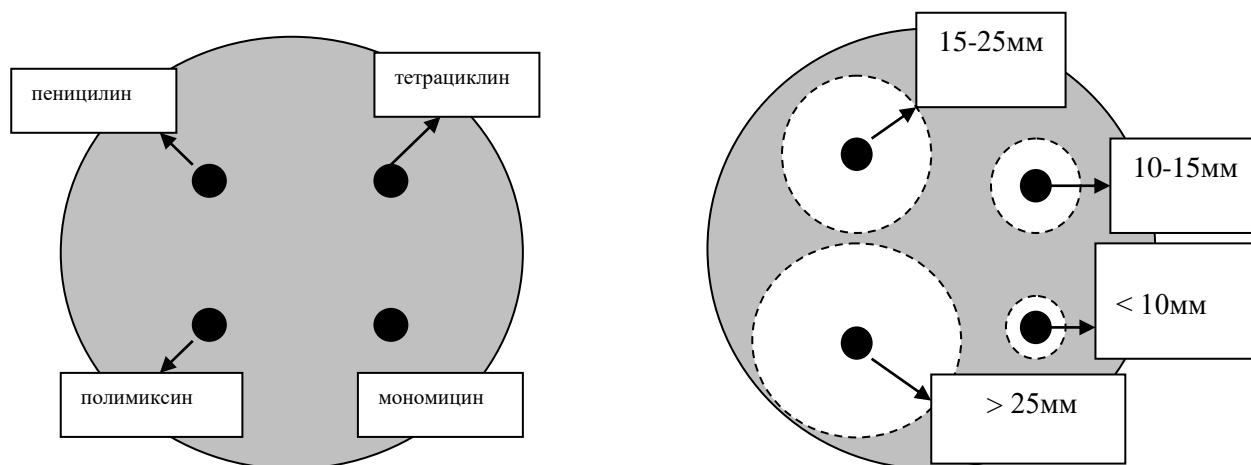 пеницилин
тетрациклин
полимиксин
мономицин
15-25мм
10-15мм
< 10мм
> 25мм